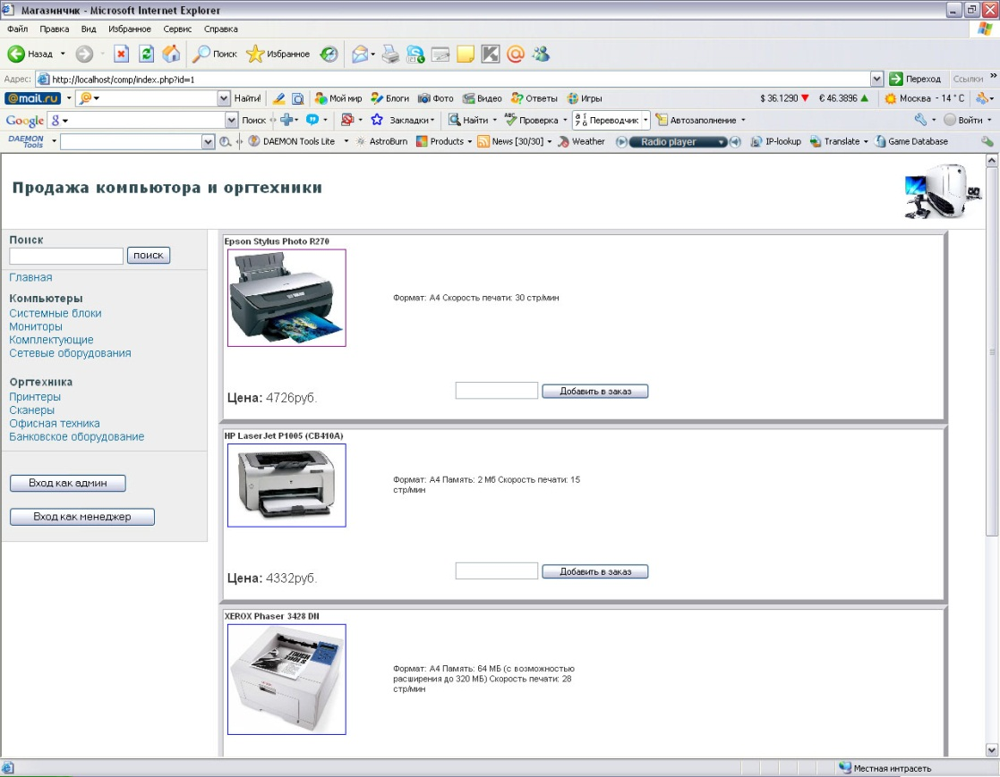 Магазинчик - Microsoft Internet Explorer
Файл Правка Вид Избранное Сервис Справка
Назад Поиск Избранное
Адрес: http://localhost/comp/index.php?id=1 Переход Ссылки »
@mail.ru Найти! Мой мир Блоги Фото Видео Ответы Игры $ 36.1290 € 46.3896 Москва - 14 °C
Google Поиск Закладки Найти Проверка Переводчик Автозаполнение Войти
DAEMON Tools DAEMON Tools Lite AstroBurn Products News [30/30] Weather Radio player IP-lookup Translate Game Database
Продажа компьютора и оргтехники
Поиск
поиск
Главная
Компьютеры
Системные блоки
Мониторы
Комплектующие
Сетевые оборудования
Оргтехника
Принтеры
Сканеры
Офисная техника
Банковское оборудование
Вход как админ
Вход как менеджер
Epson Stylus Photo R270
Формат: A4 Скорость печати: 30 стр/мин
Цена: 4726руб.
Добавить в заказ
HP LaserJet P1005 (CB410A)
Формат: A4 Память: 2 Мб Скорость печати: 15
стр/мин
Цена: 4332руб.
Добавить в заказ
XEROX Phaser 3428 DN
Формат: A4 Память: 64 МБ (с возможностью
расширения до 320 МБ) Скорость печати: 28
стр/мин
Местная интрасеть